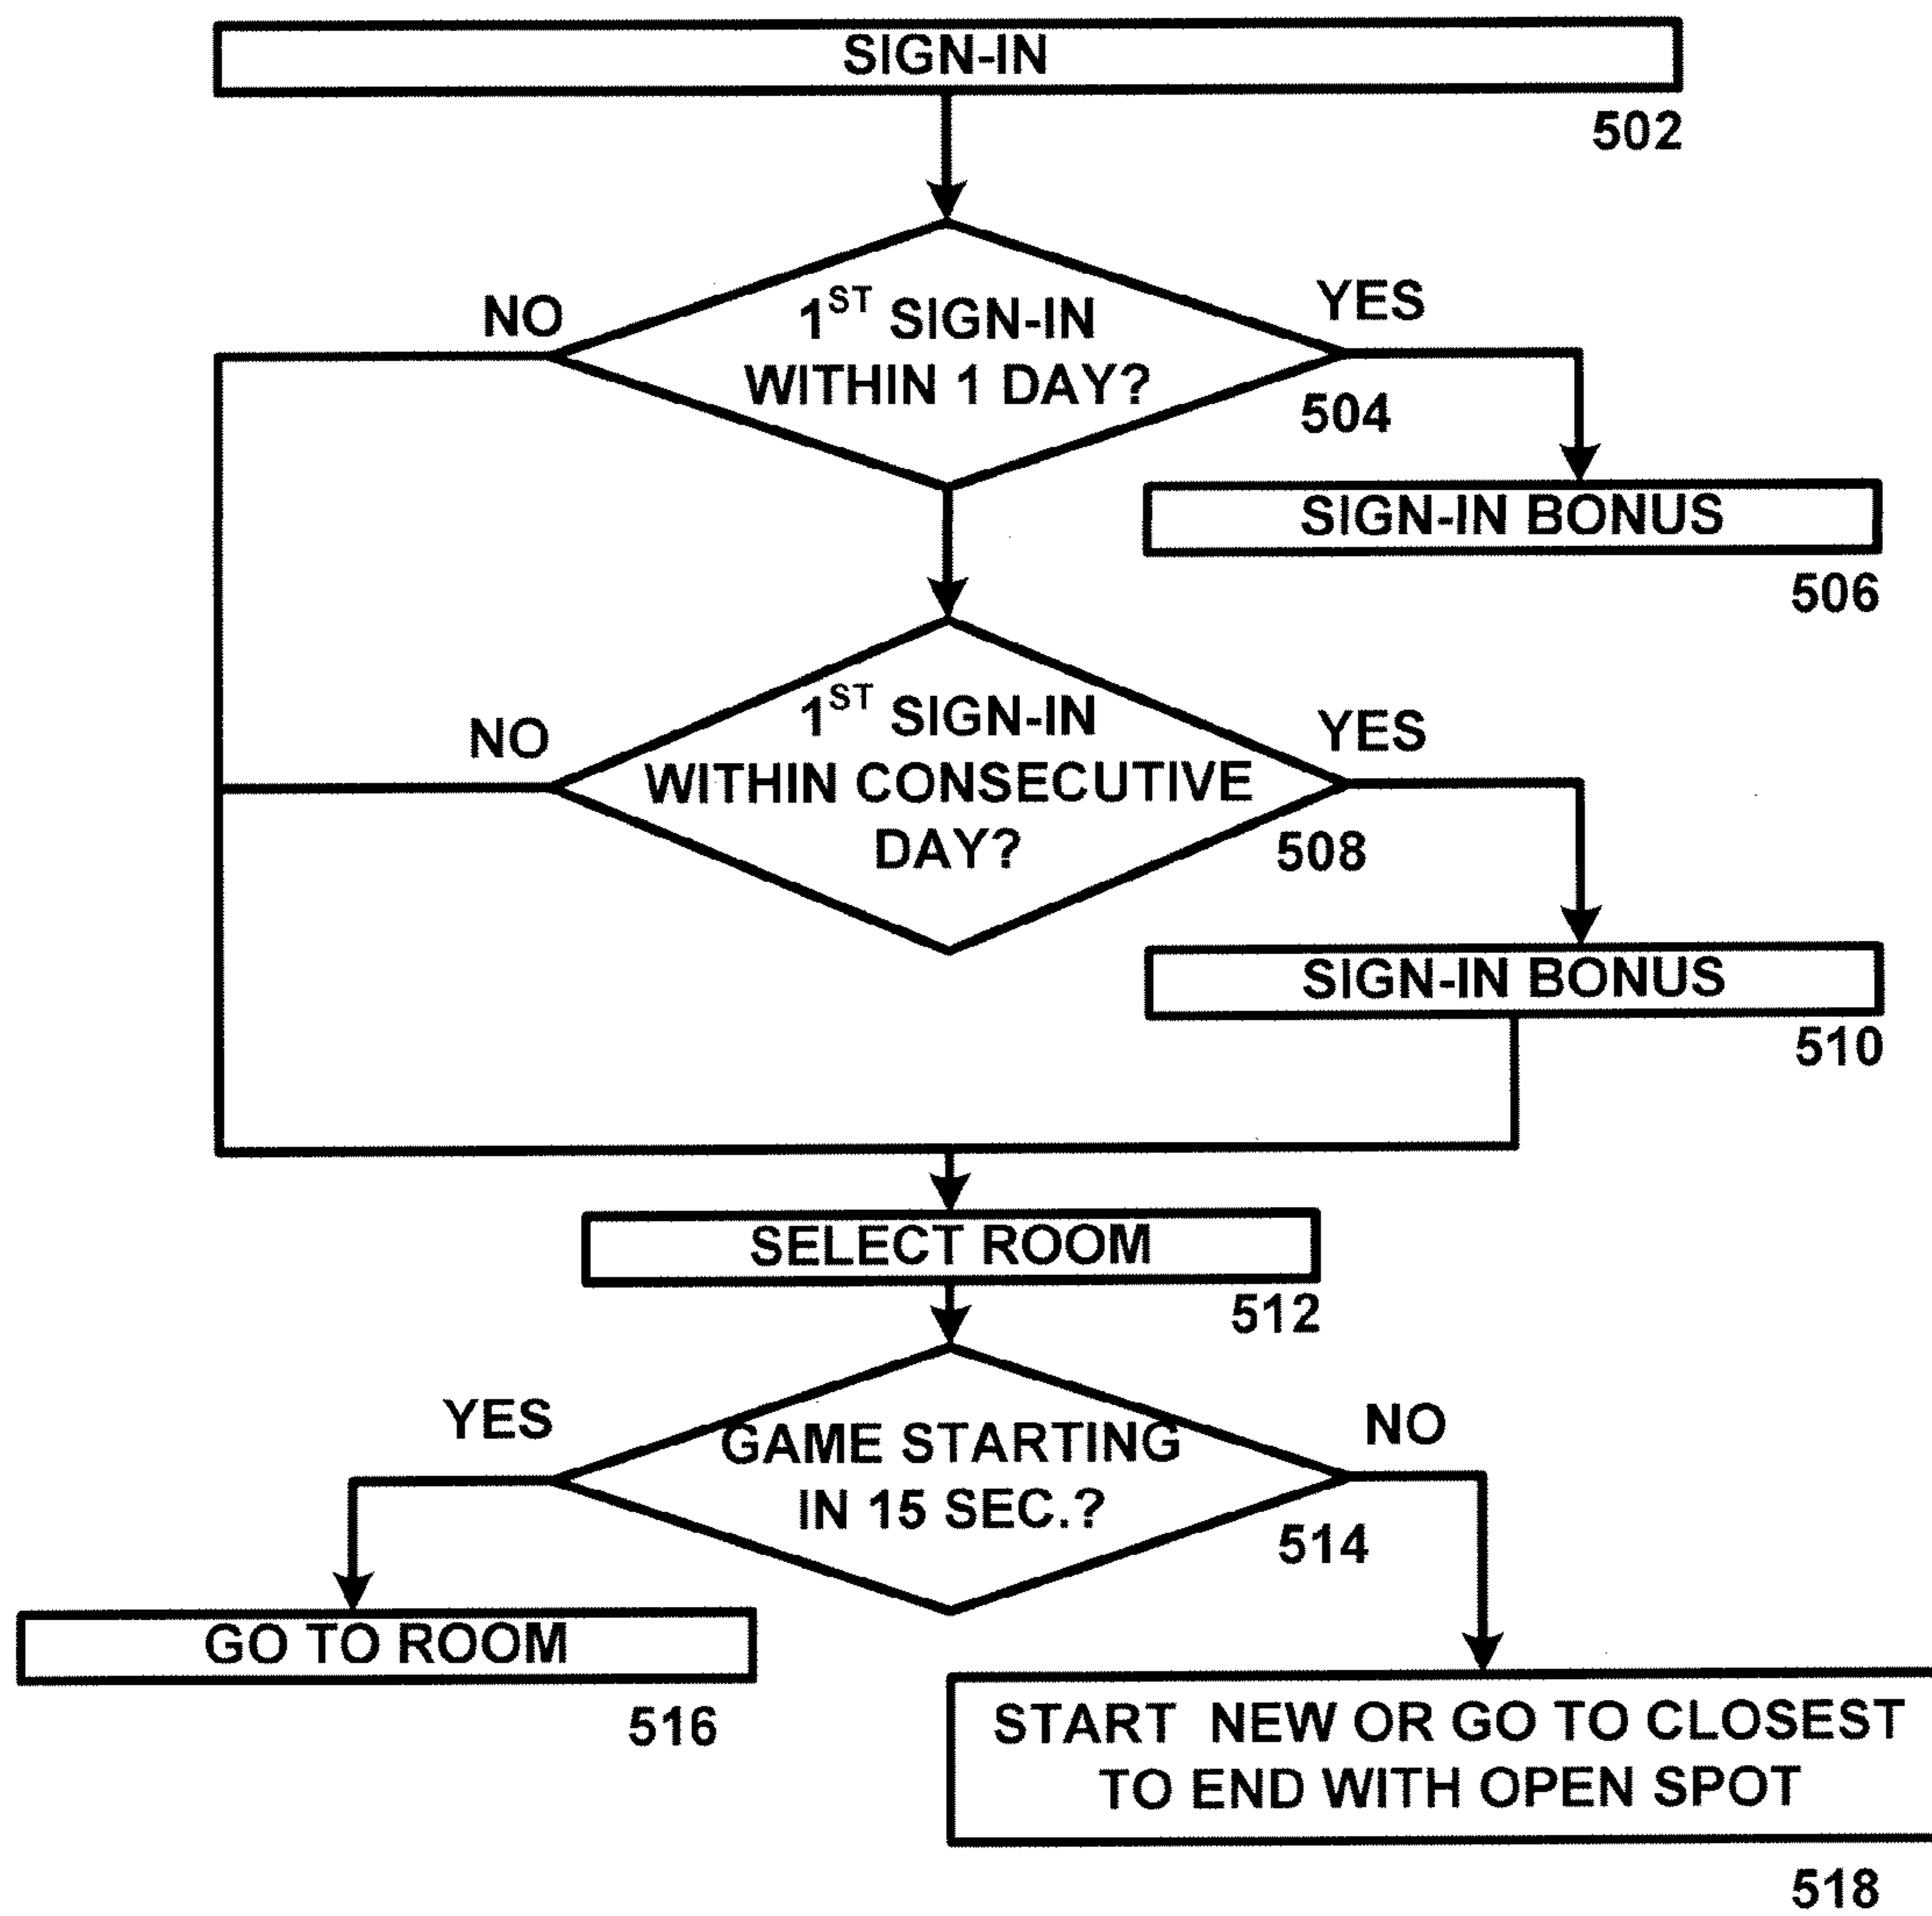 SIGN-IN
502
NO
YES
1ST SIGN-IN
WITHIN 1 DAY?
504
SIGN-IN BONUS
506
NO
YES
1ST SIGN-IN
WITHIN CONSECUTIVE
DAY?
508
SIGN-IN BONUS
510
SELECT ROOM
512
YES
NO
GAME STARTING
IN 15 SEC.?
514
GO TO ROOM
516
START NEW OR GO TO CLOSEST
TO END WITH OPEN SPOT
518